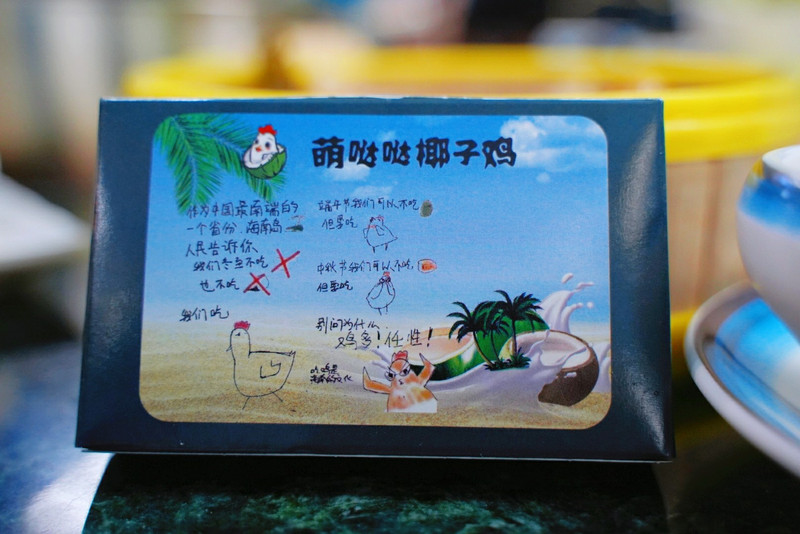 萌哒哒椰子鸡
作为中国最南端的
一个省份.海南岛
人民告诉你
我们冬至不吃
也不吃
我们吃
端午节我们可以不吃
但要吃
中秋节我们可以不吃
但要吃
别问为什么
鸡多!任性!